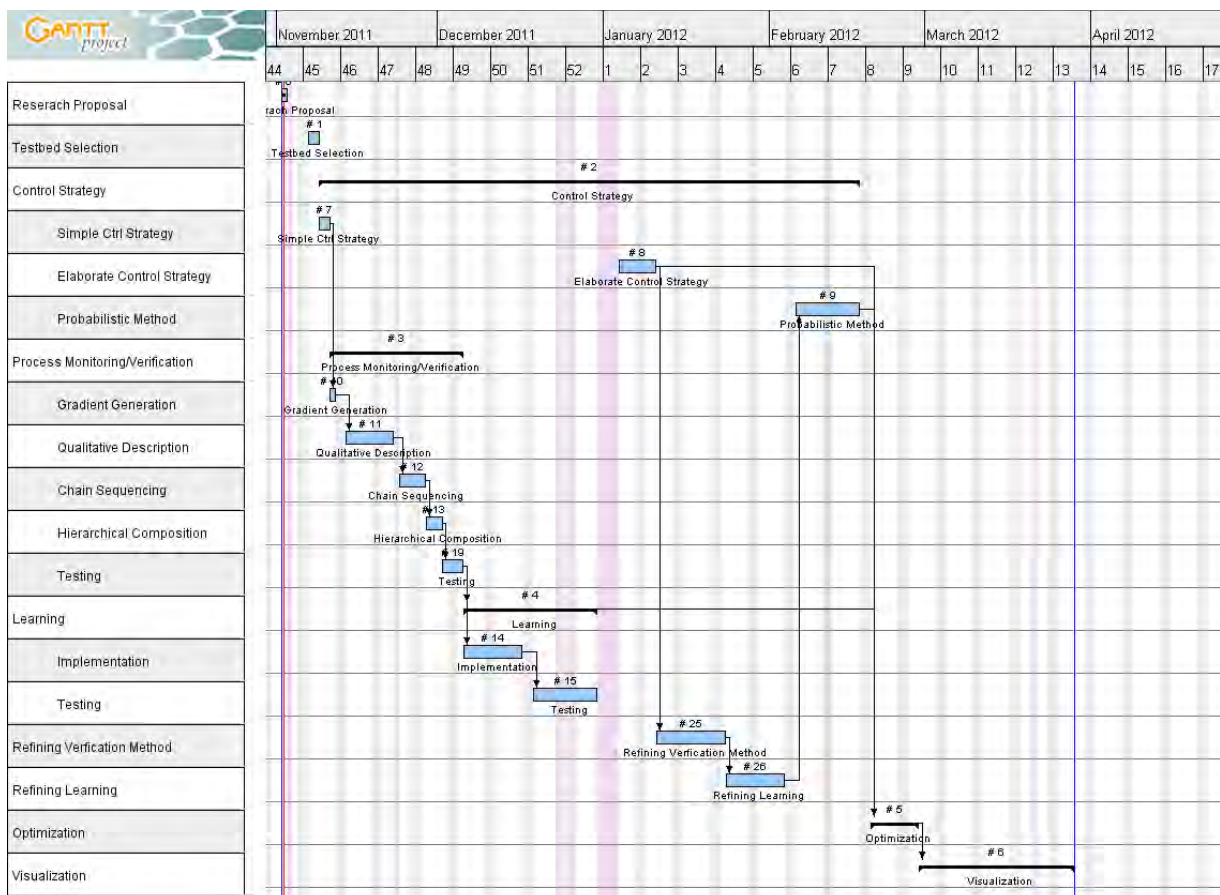 GANTT project
November 2011 December 2011 January 2012 February 2012 March 2012 April 2012
44 45 46 47 48 49 50 51 52 1 2 3 4 5 6 7 8 9 10 11 12 13 14 15 16 17
Reserach Proposal
rach Proposal
# 1
Testbed Selection
Testbed Selection
# 2
Control Strategy
Control Strategy
# 7
Simple Ctrl Strategy
Simple Ctrl Strategy
# 8
Elaborate Control Strategy
Elaborate Control Strategy
# 9
Probabilistic Method
Probabilistic Method
# 3
Process Monitoring/Verification
Process Monitoring/Verification
Gradient Generation
Gradient Generation
# 11
Qualitative Description
Qualitative Description
# 12
Chain Sequencing
Chain Sequencing
# 13
Hierarchical Composition
Hierarchical Composition
# 19
Testing
Testing
# 4
Learning
Learning
# 14
Implementation
Implementation
# 15
Testing
Testing
# 25
Refining Verfication Method
Refining Verfication Method
# 26
Refining Learning
Refining Learning
# 5
Optimization
Optimization
# 6
Visualization
Visualization